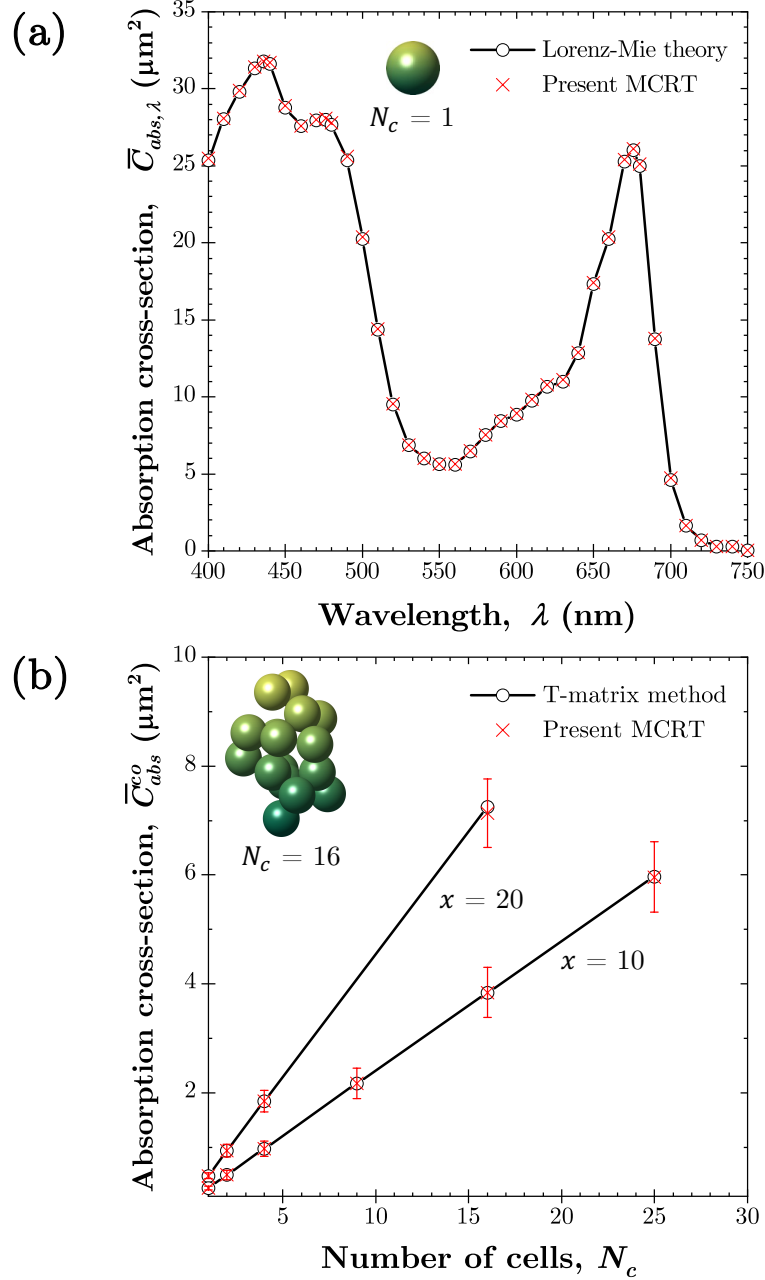 (a)
Absorption cross-section, C̅abs,λ (μm²)
35
30
25
20
15
10
5
0
Lorenz-Mie theory
Present MCRT
Nc = 1
400 450 500 550 600 650 700 750
Wavelength, λ (nm)
(b)
Absorption cross-section, C̅ᶜᵒabs (μm²)
10
8
6
4
2
T-matrix method
Present MCRT
Nc = 16
x = 20
x = 10
5 10 15 20 25 30
Number of cells, Nc